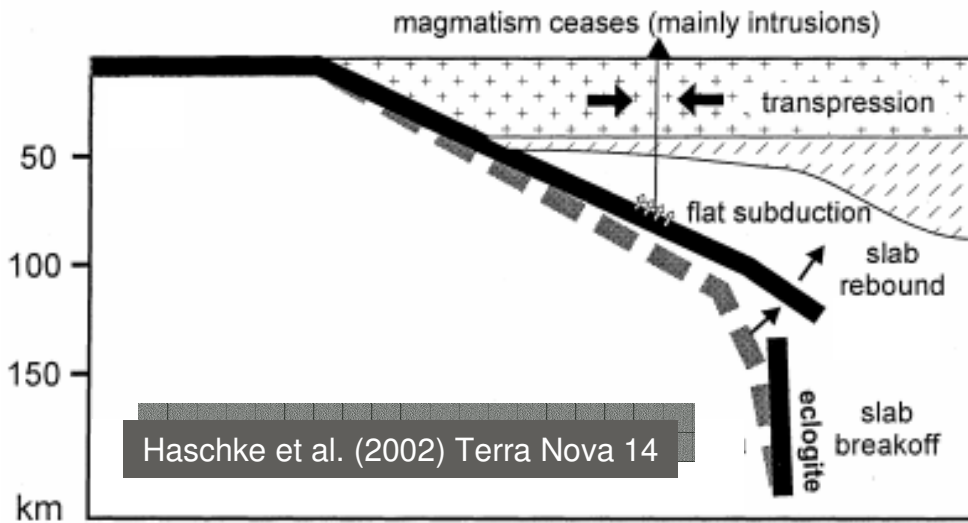 magmatism ceases (mainly intrusions)
transpression
50
flat subduction
100
slab
rebound
150
eclogite
slab
breakoff
Haschke et al. (2002) Terra Nova 14
km